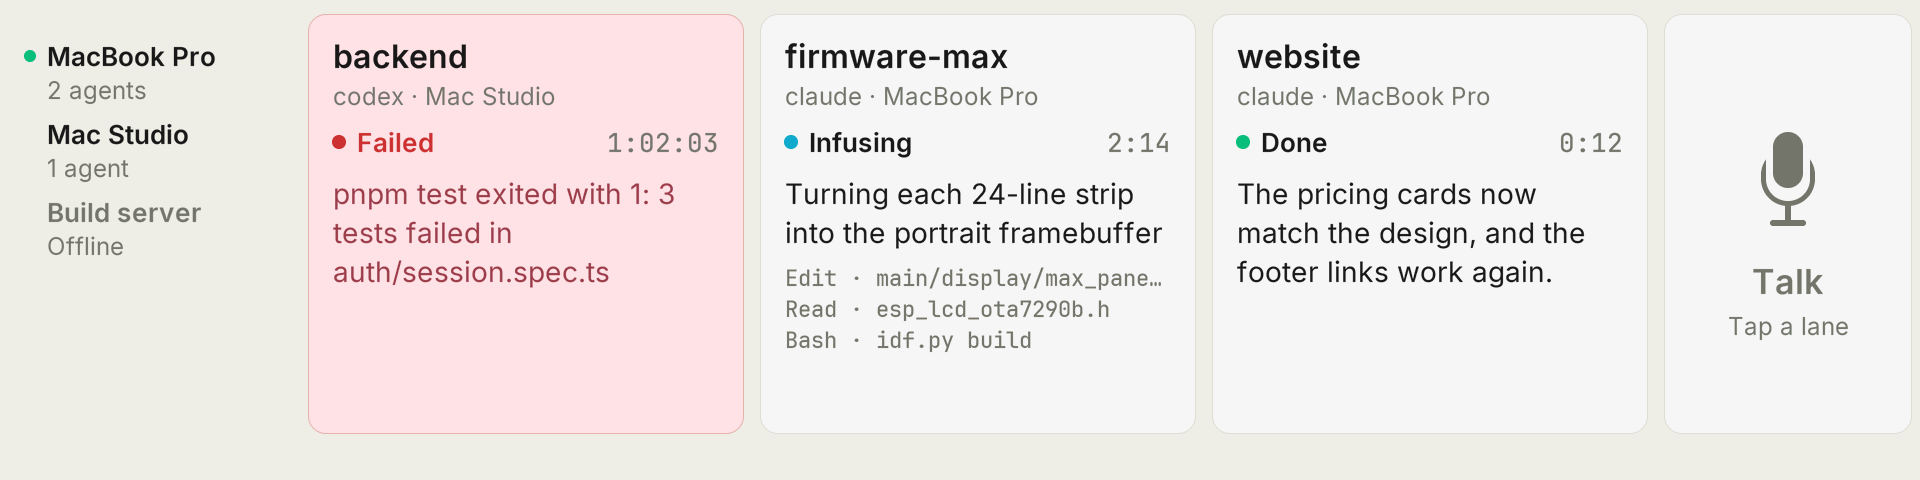 MacBook Pro
2 agents
Mac Studio
1 agent
Build server
Offline
backend
codex · Mac Studio
Failed 1:02:03
pnpm test exited with 1: 3
tests failed in
auth/session.spec.ts
firmware-max
claude · MacBook Pro
Infusing 2:14
Turning each 24-line strip
into the portrait framebuffer
Edit · main/display/max_pane…
Read · esp_lcd_ota7290b.h
Bash · idf.py build
website
claude · MacBook Pro
Done 0:12
The pricing cards now
match the design, and the
footer links work again.
Talk
Tap a lane